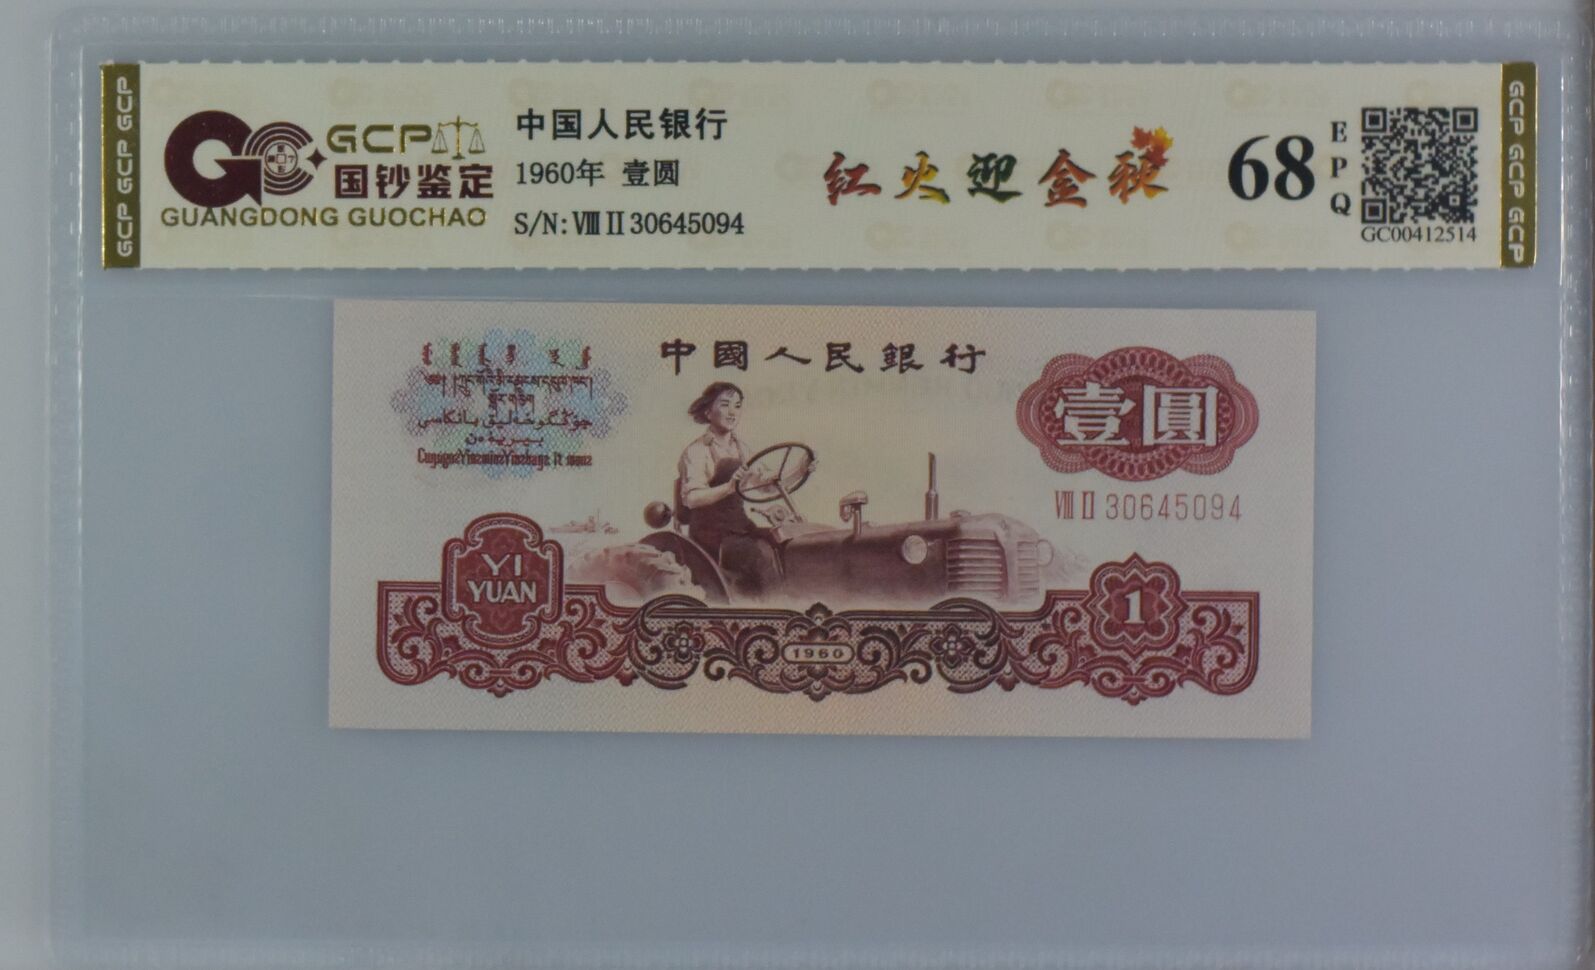 GCP GCP GCP
GCP
国钞鉴定
GUANGDONG GUOCHAO
中国人民银行
1960年 壹圆
S/N: Ⅷ Ⅱ 30645094
红火迎金秋
68
EPQ
GC00412514
GCP GCP GCP
中國人民銀行
壹圓
Ⅷ Ⅱ 30645094
YI
YUAN
1960
1